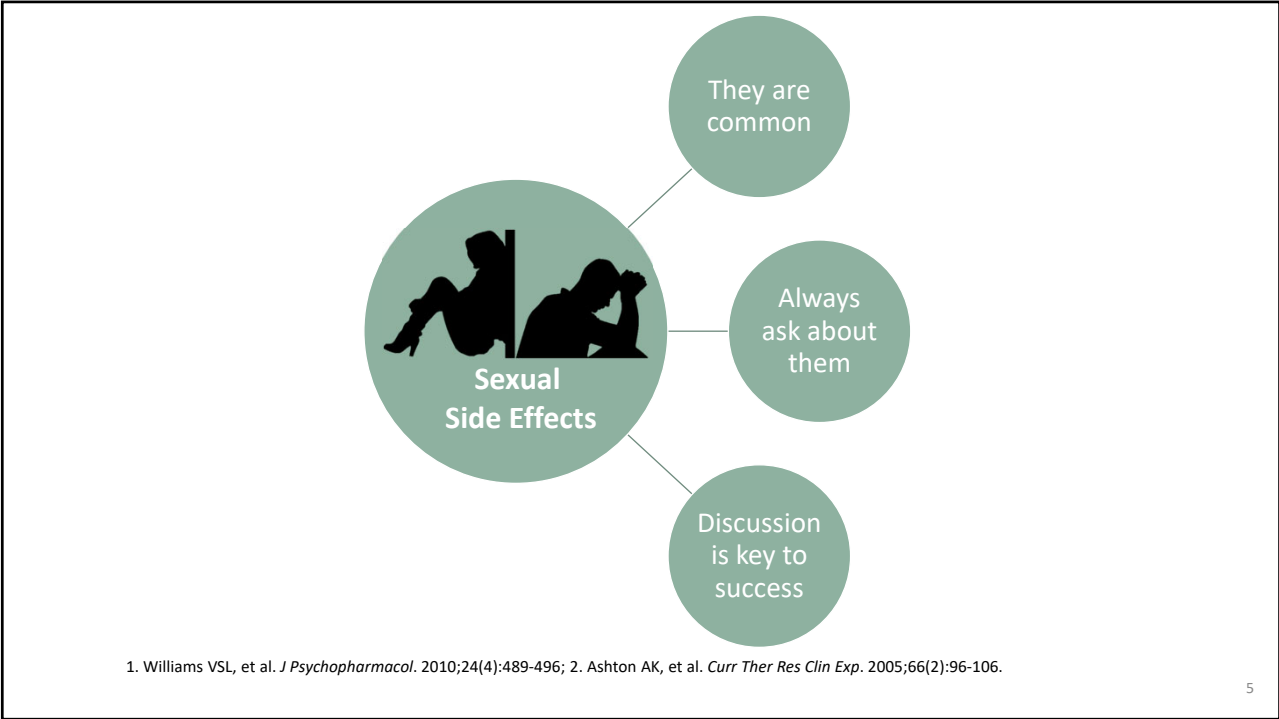 They are
common
Sexual
Side Effects
Always
ask about
them
Discussion
is key to
success
1. Williams VSL, et al. J Psychopharmacol. 2010;24(4):489-496; 2. Ashton AK, et al. Curr Ther Res Clin Exp. 2005;66(2):96-106.
5